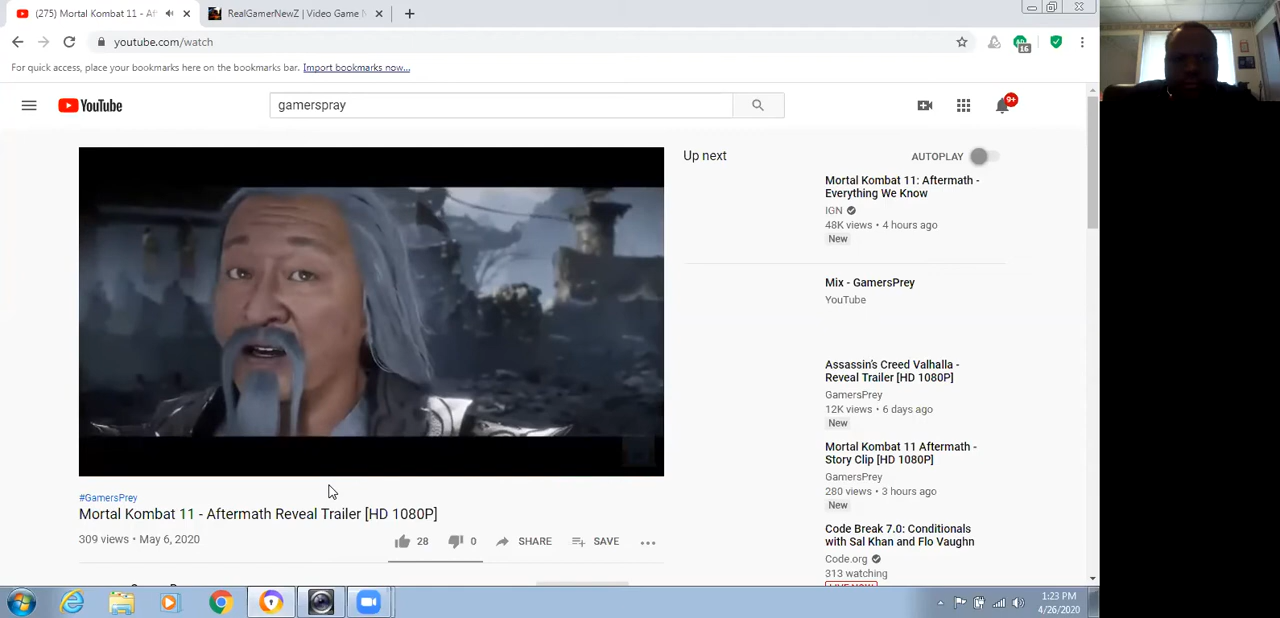 (275) Mortal Kombat 11 - Af
RealGamerNewZ | Video Game N
youtube.com/watch
16
For quick access, place your bookmarks here on the bookmarks bar. Import bookmarks now...
YouTube
gamerspray
9+
Up next
AUTOPLAY
Mortal Kombat 11: Aftermath -
Everything We Know
IGN
48K views • 4 hours ago
New
Mix - GamersPrey
YouTube
Assassin's Creed Valhalla -
Reveal Trailer [HD 1080P]
GamersPrey
12K views • 6 days ago
New
Mortal Kombat 11 Aftermath -
Story Clip [HD 1080P]
GamersPrey
280 views • 3 hours ago
New
Code Break 7.0: Conditionals
with Sal Khan and Flo Vaughn
Code.org
313 watching
LIVE NOW
#GamersPrey
Mortal Kombat 11 - Aftermath Reveal Trailer [HD 1080P]
309 views • May 6, 2020
28
0
SHARE
SAVE
1:23 PM
4/26/2020